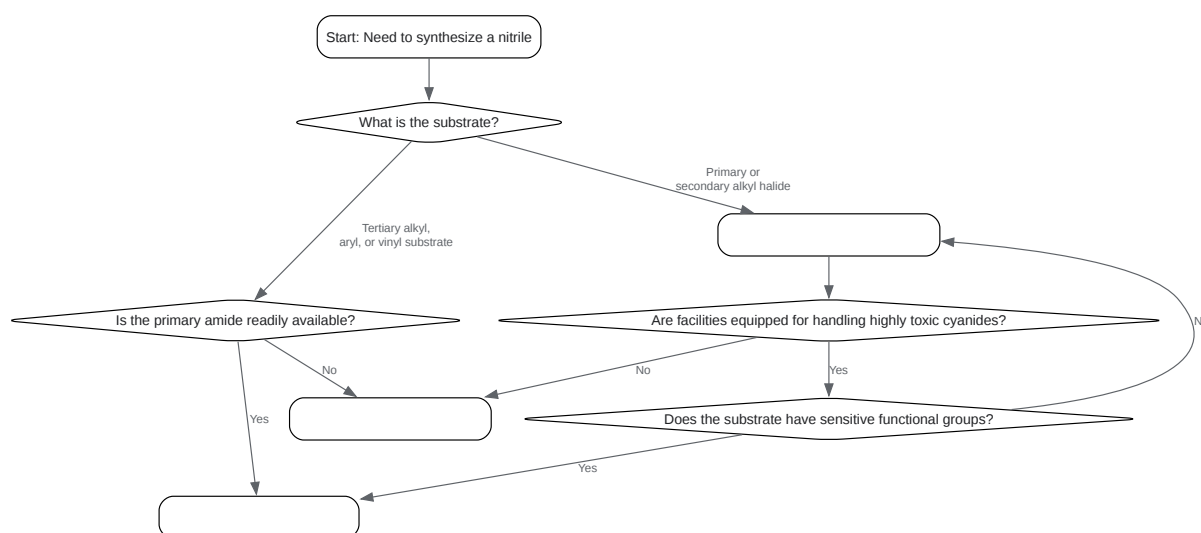 Start: Need to synthesize a nitrile
What is the substrate?
Primary or
secondary alkyl halide
Tertiary alkyl,
aryl, or vinyl substrate
Is the primary amide readily available?
Are facilities equipped for handling highly toxic cyanides?
No
No
Yes
Yes
Does the substrate have sensitive functional groups?
Yes